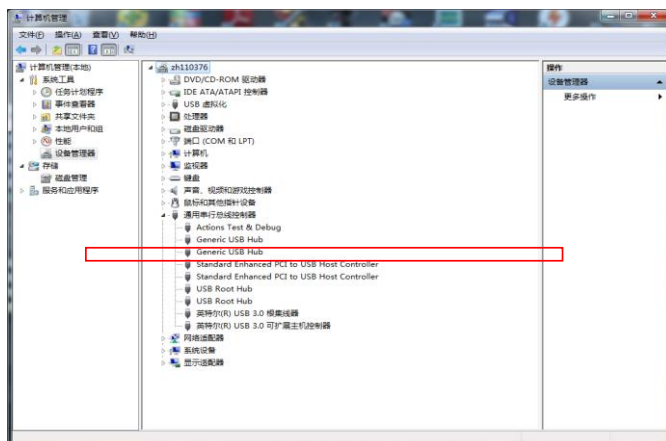 计算机管理
文件(F) 操作(A) 查看(V) 帮助(H)
计算机管理(本地)
系统工具
任务计划程序
事件查看器
共享文件夹
本地用户和组
性能
设备管理器
存储
磁盘管理
服务和应用程序
zh110376
DVD/CD-ROM 驱动器
IDE ATA/ATAPI 控制器
USB 虚拟化
处理器
磁盘驱动器
端口 (COM 和 LPT)
计算机
监视器
键盘
声音、视频和游戏控制器
鼠标和其他指针设备
通用串行总线控制器
Actions Test & Debug
Generic USB Hub
Generic USB Hub
Standard Enhanced PCI to USB Host Controller
Standard Enhanced PCI to USB Host Controller
USB Root Hub
USB Root Hub
英特尔(R) USB 3.0 根集线器
英特尔(R) USB 3.0 可扩展主机控制器
网络适配器
系统设备
显示适配器
操作
设备管理器
更多操作